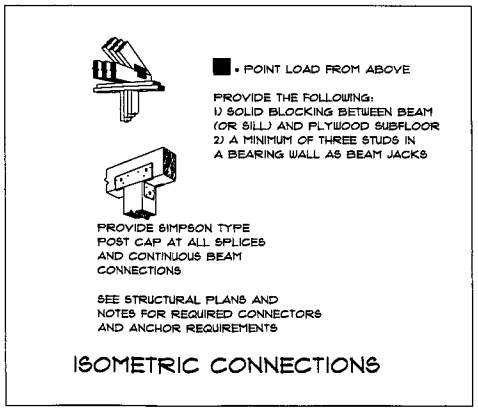 = POINT LOAD FROM ABOVE
PROVIDE THE FOLLOWING:
1) SOLID BLOCKING BETWEEN BEAM
(OR SILL) AND PLYWOOD SUBFLOOR
2) A MINIMUM OF THREE STUDS IN
A BEARING WALL AS BEAM JACKS
PROVIDE SIMPSON TYPE
POST CAP AT ALL SPLICES
AND CONTINUOUS BEAM
CONNECTIONS
SEE STRUCTURAL PLANS AND
NOTES FOR REQUIRED CONNECTORS
AND ANCHOR REQUIREMENTS
ISOMETRIC CONNECTIONS